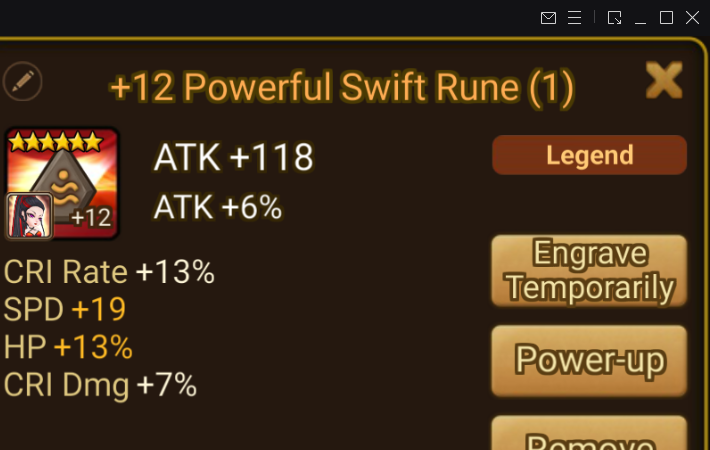 +12 Powerful Swift Rune (1)
ATK +118
Legend
ATK +6%
+12
Engrave
Temporarily
CRI Rate +13%
SPD +19
HP +13%
CRI Dmg +7%
Power-up
Remove